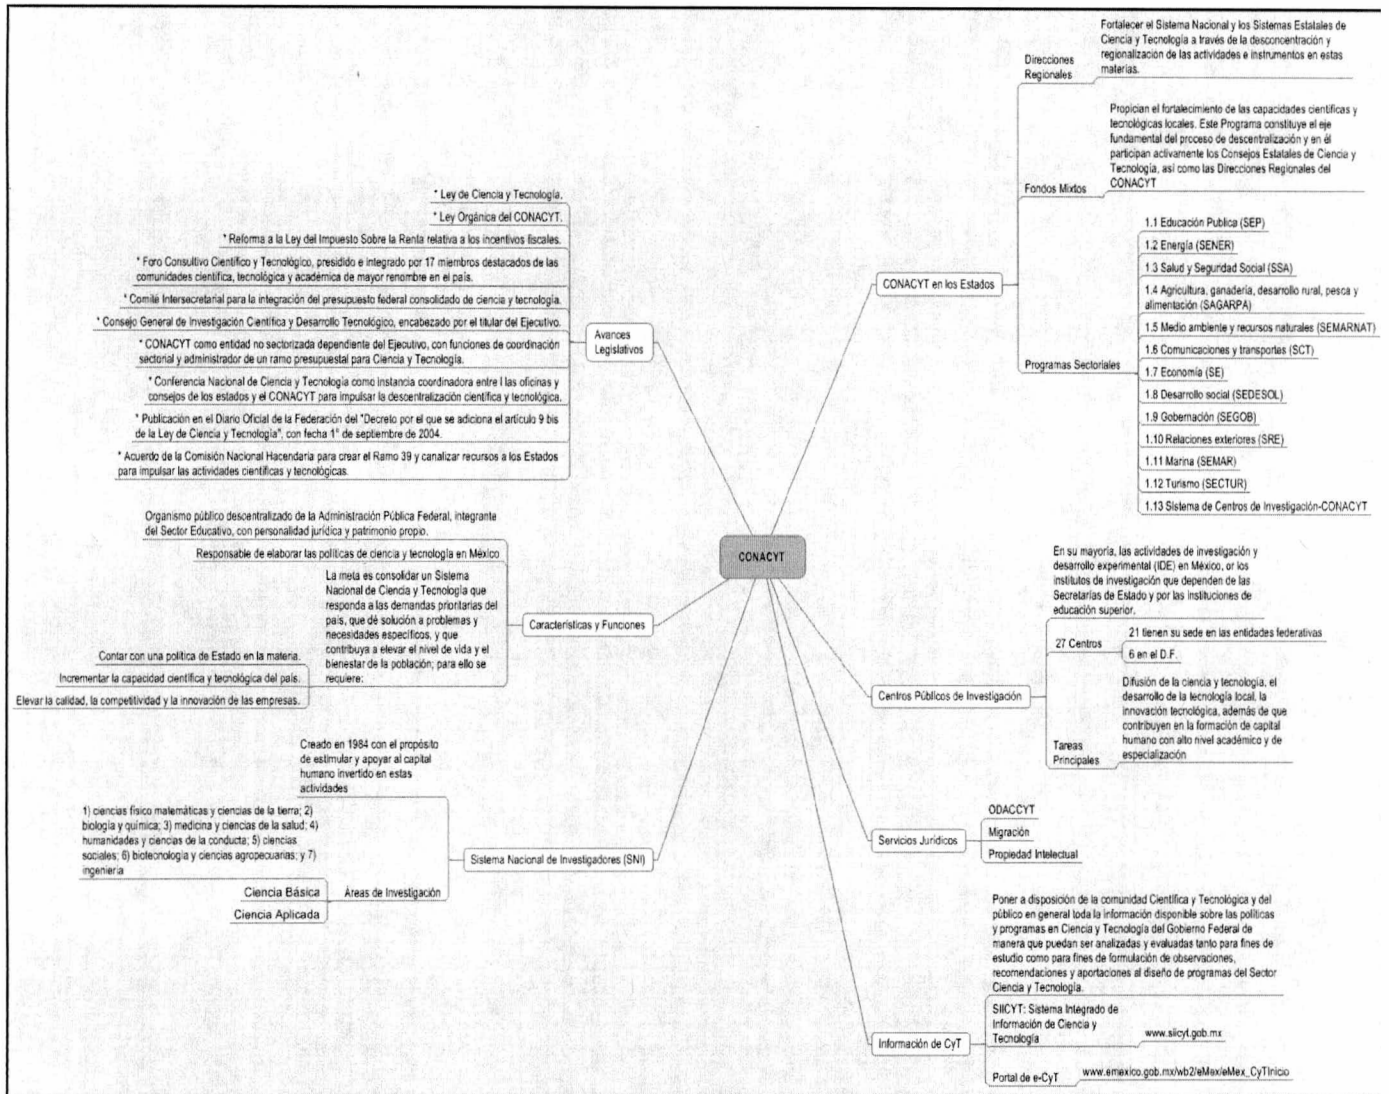 CONACYT
CONACYT en los Estados
Direcciones
Regionales
Fortalecer el Sistema Nacional y los Sistemas Estatales de
Ciencia y Tecnología a través de la desconcentración y
regionalización de las actividades e instrumentos en estas
materias.
Fondos Mixtos
Propician el fortalecimiento de las capacidades científicas y
tecnológicas locales. Este Programa constituye el eje
fundamental del proceso de descentralización y en él
participan activamente los Consejos Estatales de Ciencia y
Tecnología, así como las Direcciones Regionales del
CONACYT
Programas Sectoriales
1.1 Educación Publica (SEP)
1.2 Energía (SENER)
1.3 Salud y Seguridad Social (SSA)
1.4 Agricultura, ganadería, desarrollo rural, pesca y
alimentación (SAGARPA)
1.5 Medio ambiente y recursos naturales (SEMARNAT)
1.6 Comunicaciones y transportes (SCT)
1.7 Economía (SE)
1.8 Desarrollo social (SEDESOL)
1.9 Gobernación (SEGOB)
1.10 Relaciones exteriores (SRE)
1.11 Marina (SEMAR)
1.12 Turismo (SECTUR)
1.13 Sistema de Centros de Investigación-CONACYT
Centros Públicos de Investigación
En su mayoría, las actividades de investigación y
desarrollo experimental (IDE) en México, or los
institutos de investigación que dependen de las
Secretarías de Estado y por las instituciones de
educación superior.
27 Centros
21 tienen su sede en las entidades federativas
6 en el D.F.
Tareas
Principales
Difusión de la ciencia y tecnología, el
desarrollo de la tecnología local, la
innovación tecnológica, además de que
contribuyen en la formación de capital
humano con alto nivel académico y de
especialización
Servicios Jurídicos
ODACCYT
Migración
Propiedad Intelectual
Información de CyT
Poner a disposición de la comunidad Científica y Tecnológica y del
público en general toda la información disponible sobre las políticas
y programas en Ciencia y Tecnología del Gobierno Federal de
manera que puedan ser analizadas y evaluadas tanto para fines de
estudio como para fines de formulación de observaciones,
recomendaciones y aportaciones al diseño de programas del Sector
Ciencia y Tecnología.
SIICYT: Sistema Integrado de
Información de Ciencia y
Tecnología
www.siicyt.gob.mx
Portal de e-CyT
www.emexico.gob.mx/wb2/eMex/eMex_CyTInicio
Avances
Legislativos
* Ley de Ciencia y Tecnología.
* Ley Orgánica del CONACYT.
* Reforma a la Ley del Impuesto Sobre la Renta relativa a los incentivos fiscales.
* Foro Consultivo Científico y Tecnológico, presidido e integrado por 17 miembros destacados de las
comunidades científica, tecnológica y académica de mayor renombre en el país.
* Comité Intersecretarial para la integración del presupuesto federal consolidado de ciencia y tecnología.
* Consejo General de Investigación Científica y Desarrollo Tecnológico, encabezado por el titular del Ejecutivo.
* CONACYT como entidad no sectorizada dependiente del Ejecutivo, con funciones de coordinación
sectorial y administrador de un ramo presupuestal para Ciencia y Tecnología.
* Conferencia Nacional de Ciencia y Tecnología como instancia coordinadora entre l las oficinas y
consejos de los estados y el CONACYT para impulsar la descentralización científica y tecnológica.
* Publicación en el Diario Oficial de la Federación del "Decreto por el que se adiciona el artículo 9 bis
de la Ley de Ciencia y Tecnología", con fecha 1° de septiembre de 2004.
* Acuerdo de la Comisión Nacional Hacendaria para crear el Ramo 39 y canalizar recursos a los Estados
para impulsar las actividades científicas y tecnológicas.
Características y Funciones
Organismo público descentralizado de la Administración Pública Federal, integrante
del Sector Educativo, con personalidad jurídica y patrimonio propio.
Responsable de elaborar las políticas de ciencia y tecnología en México
La meta es consolidar un Sistema
Nacional de Ciencia y Tecnología que
responda a las demandas prioritarias del
país, que dé solución a problemas y
necesidades específicos, y que
contribuya a elevar el nivel de vida y el
bienestar de la población; para ello se
requiere:
Contar con una política de Estado en la materia.
Incrementar la capacidad científica y tecnológica del país.
Elevar la calidad, la competitividad y la innovación de las empresas.
Sistema Nacional de Investigadores (SNI)
Creado en 1984 con el propósito
de estimular y apoyar al capital
humano invertido en estas
actividades
Áreas de Investigación
1) ciencias físico matemáticas y ciencias de la tierra; 2)
biología y química; 3) medicina y ciencias de la salud; 4)
humanidades y ciencias de la conducta; 5) ciencias
sociales; 6) biotecnología y ciencias agropecuarias; y 7)
ingeniería
Ciencia Básica
Ciencia Aplicada